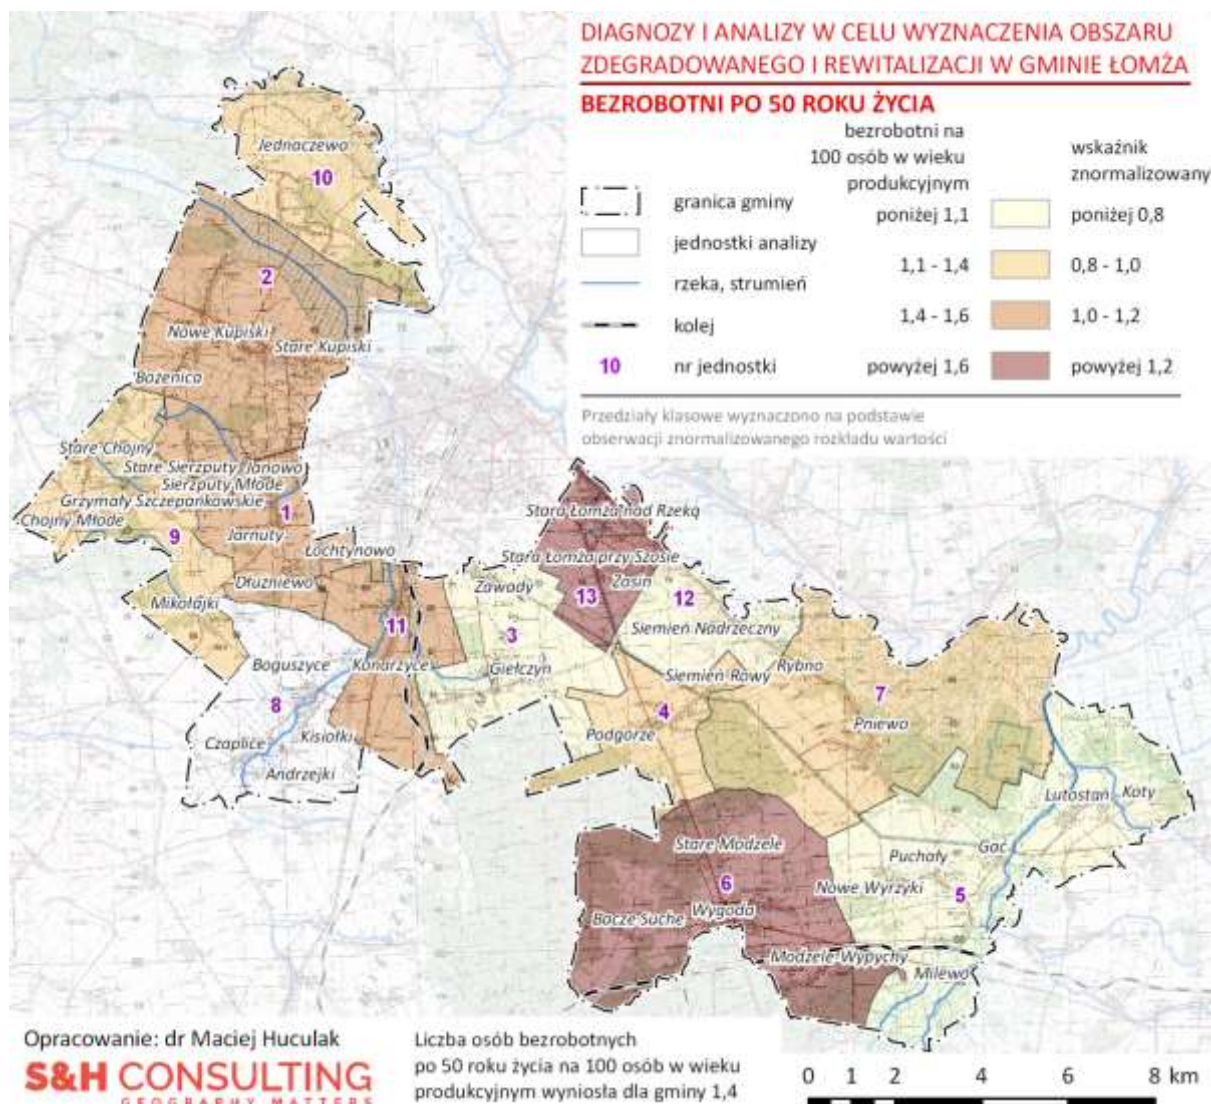 DIAGNOZY I ANALIZY W CELU WYZNACZENIA OBSZARU
ZDEGRADOWANEGO I REWITALIZACJI W GMINIE ŁOMŻA
BEZROBOTNI PO 50 ROKU ŻYCIA
bezrobotni na
100 osób w wieku
produkcyjnym
wskaźnik
znormalizowany
granica gminy
jednostki analizy
rzeka, strumień
kolej
10 nr jednostki
poniżej 1,1 poniżej 0,8
1,1 - 1,4 0,8 - 1,0
1,4 - 1,6 1,0 - 1,2
powyżej 1,6 powyżej 1,2
Przedziały klasowe wyznaczono na podstawie
obserwacji znormalizowanego rozkładu wartości
Jednaczewo
10
2
Nowe Kupiski
Stare Kupiski
Bożenica
Stare Chojny
Stare Sierzputy Janowo
Sierzputy Młode
Grzymały Szczepankowskie
1
Chojny Młode
9
Jarnuty
Łochtynowo
Dłużniewo
Mikołajki
11
Boguszyce
Konarzyce
8
Czaplice
Kisiołki
Andrzejki
Stara Łomża nad Rzeką
Stara Łomża przy Szosie
Zawady
Zosin
13
12
3
Siemień Nadrzeczny
Giełczyn
Siemień Rowy
Rybno
7
4
Podgórze
Pniewo
Lutostań
Koty
Stare Modzele
Gać
Puchały
6
Nowe Wyrzyki
5
Bacze Suche
Wygoda
Modzele-Wypychy
Milewo
Opracowanie: dr Maciej Huculak
S&H CONSULTING
GEOGRAPHY MATTERS
Liczba osób bezrobotnych
po 50 roku życia na 100 osób w wieku
produkcyjnym wyniosła dla gminy 1,4
0 1 2 4 6 8 km